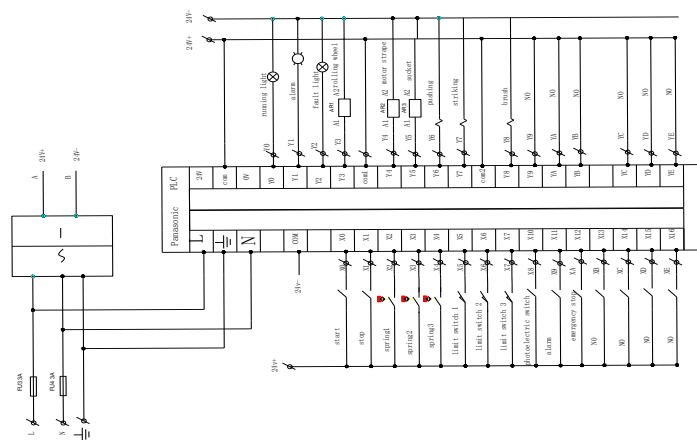 24V-
24V+
running light
alarm
fault light
A2 rolling wheel
AR1
A1
A2 motor strape
AR2
A1
A2 socket
AR3
A1
pushing
striking
brush
NO
NO
NO
NO
NO
NO
Y0
Y1
Y2
Y3
Y4
Y5
Y6
Y7
Y8
Y9
YA
YB
YC
YD
YE
A
24V+
B
24V-
Panasonic PLC
24V
com
0V
Y0
Y1
Y2
Y3
com1
Y4
Y5
Y6
Y7
com2
Y8
Y9
YA
YB
YC
YD
YE
L
N
COM
X0
X1
X2
X3
X4
X5
X6
X7
X10
X11
X12
X13
X14
X15
X16
X0
X1
X2
X3
X4
X5
X6
X7
X8
X9
XA
XB
XC
XD
XE
24v-
start
stop
spring1
spring2
spring3
limit switch 1
limit switch 2
limit switch 3
photoelectric switch
alarm
emergency stop
NO
NO
NO
NO
24v+
FU3 3A
FU4 3A
L
N